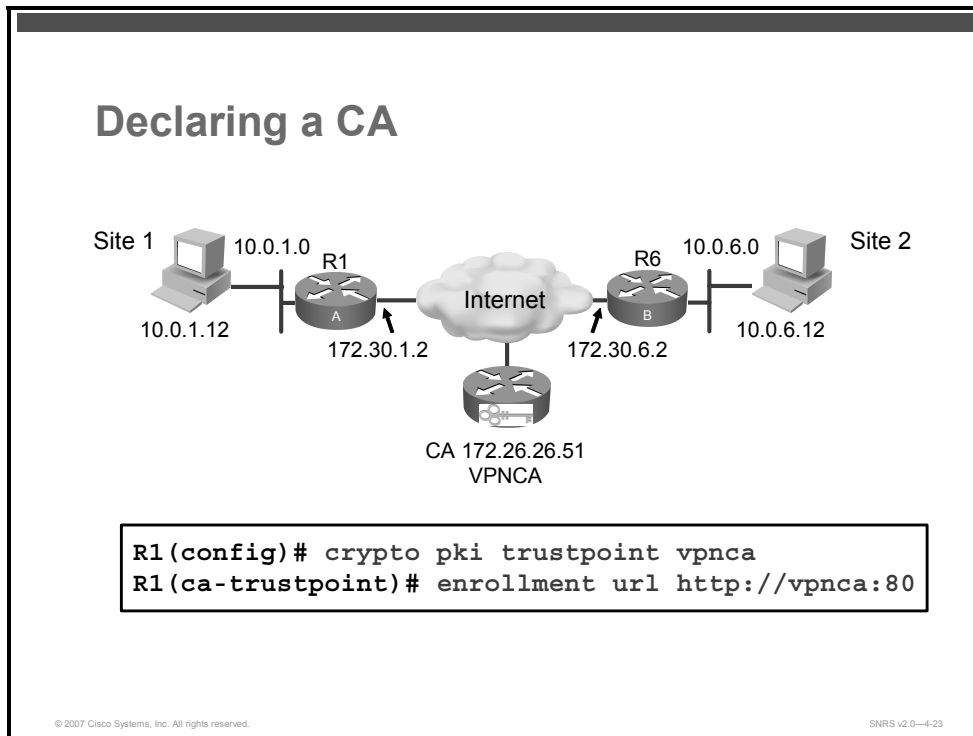 Declaring a CA
Site 1
10.0.1.0
R1
A
10.0.1.12
172.30.1.2
Internet
172.30.6.2
R6
B
10.0.6.0
Site 2
10.0.6.12
CA 172.26.26.51
VPNCA
R1(config)# crypto pki trustpoint vpnca
R1(ca-trustpoint)# enrollment url http://vpnca:80
© 2007 Cisco Systems, Inc. All rights reserved.
SNRS v2.0—4-23